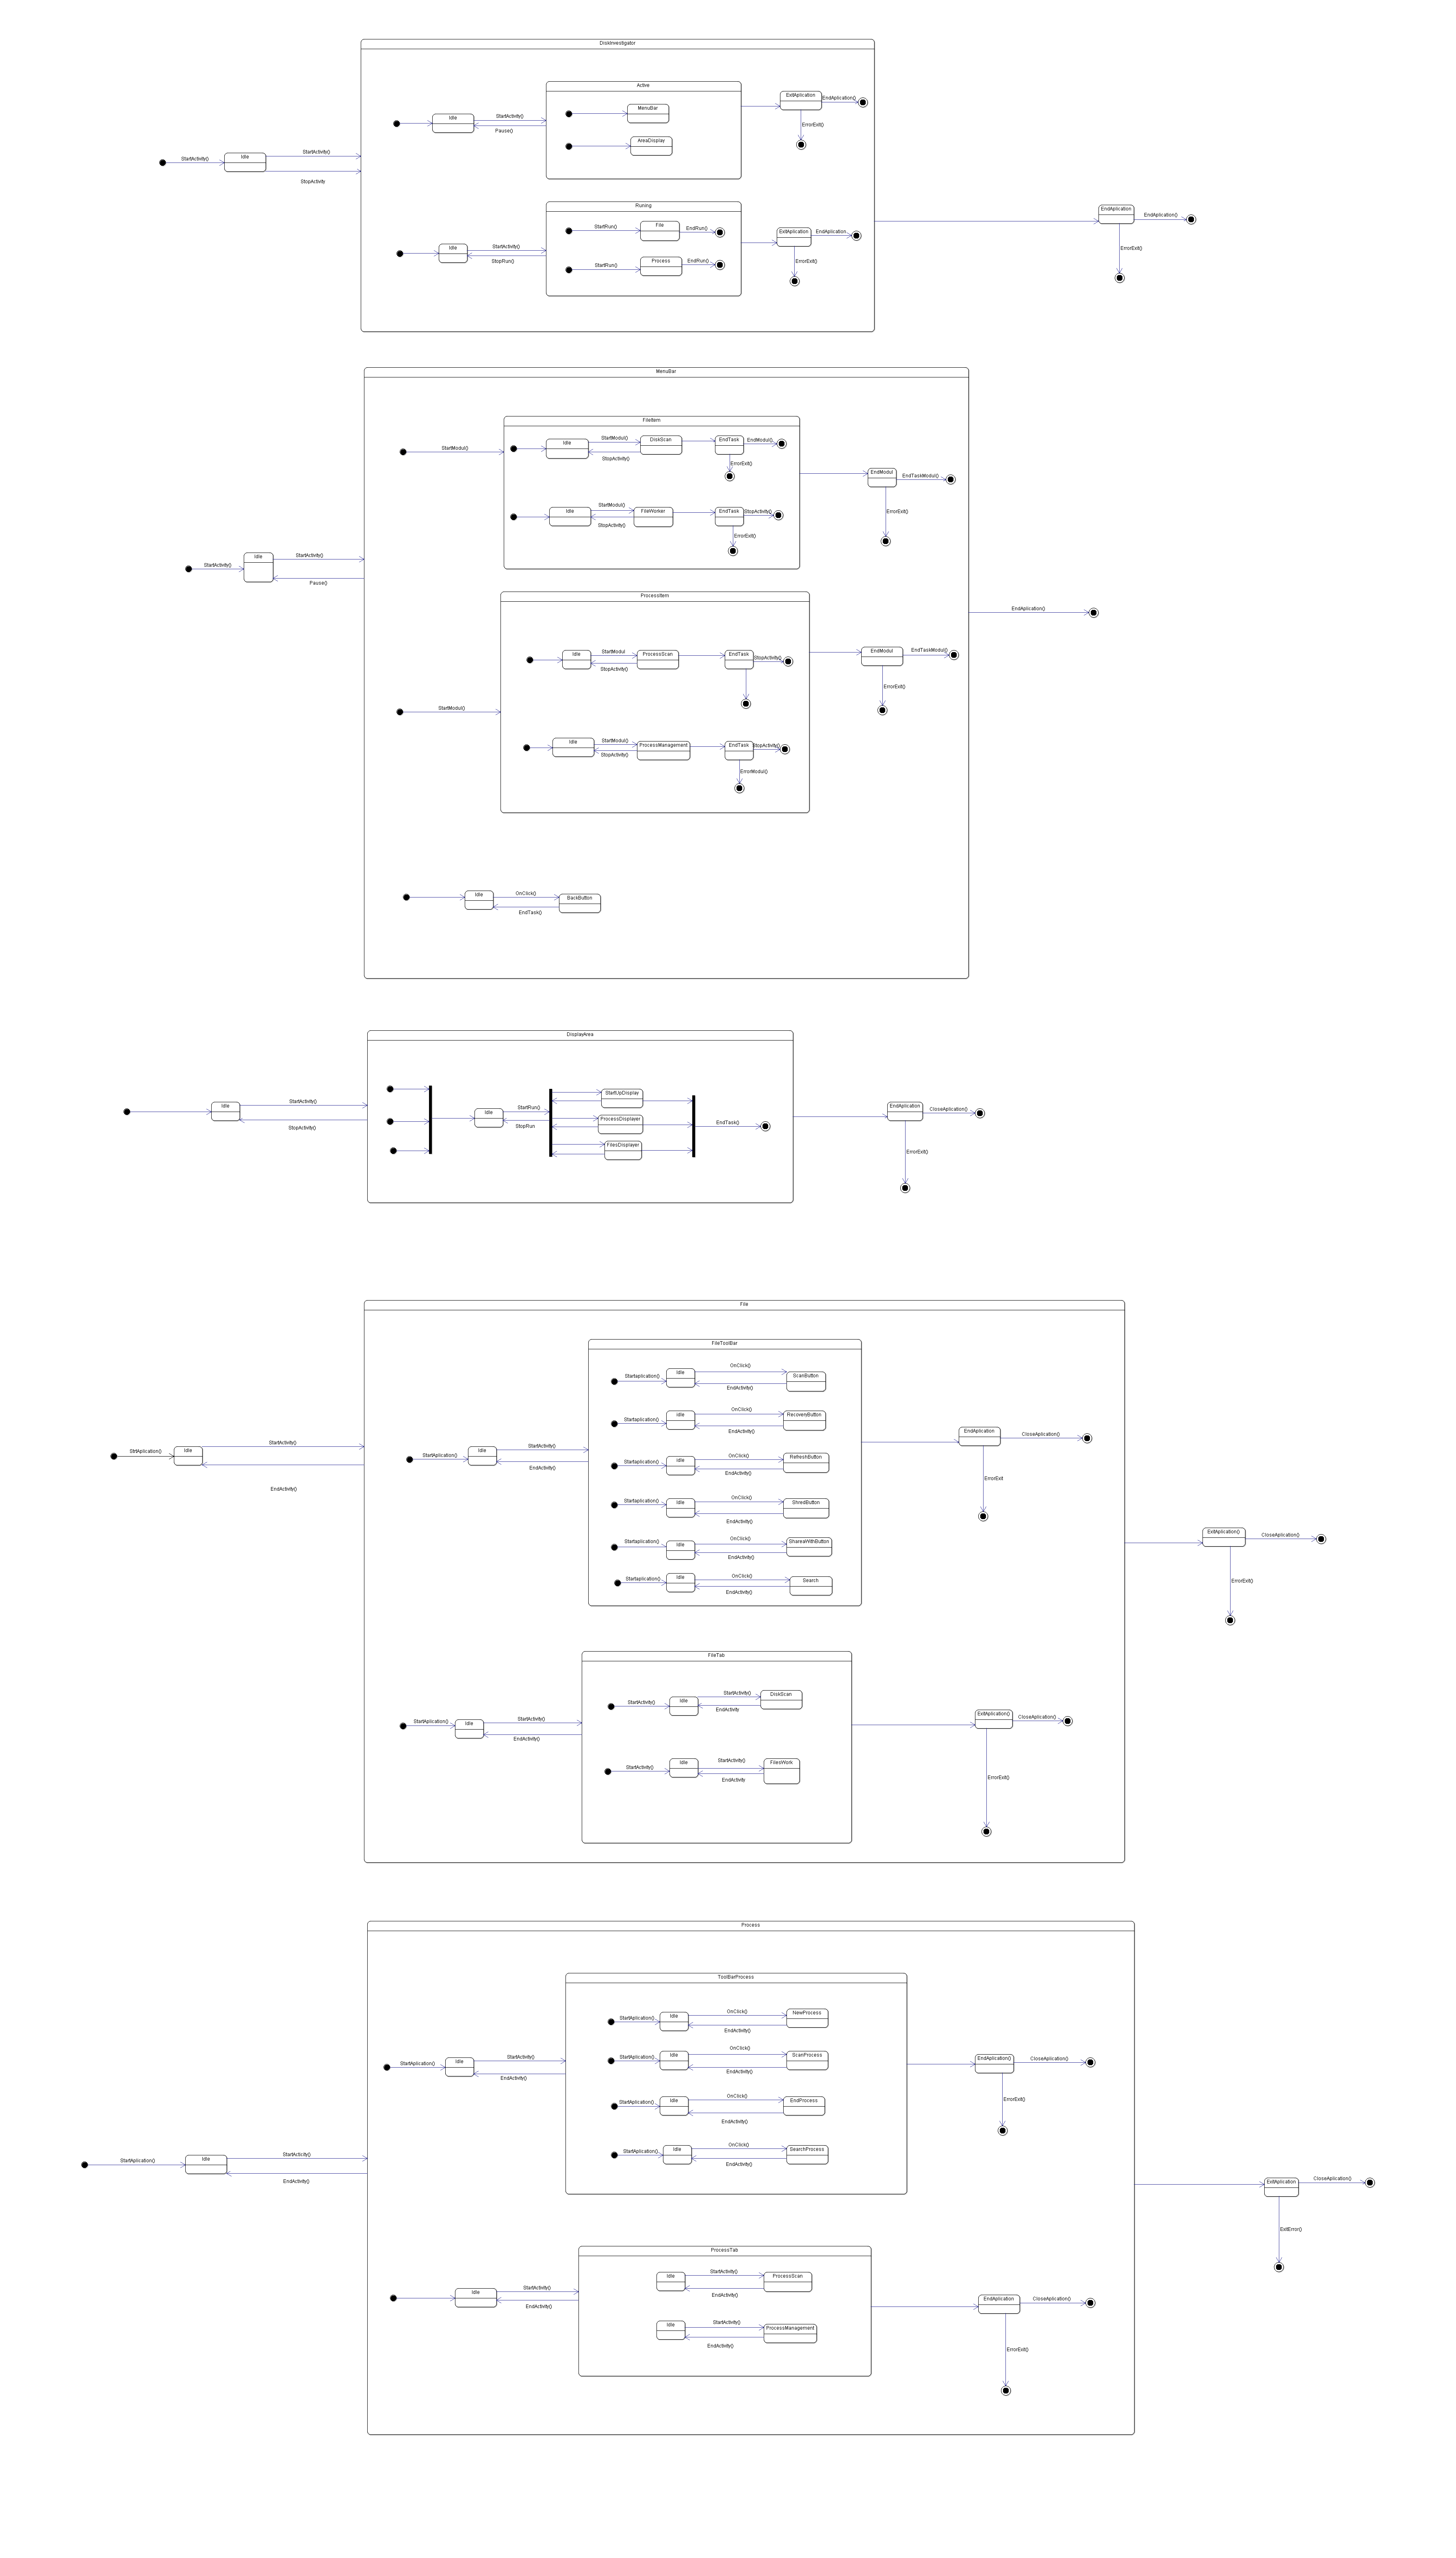 DiskInvestigator
Active
MenuBar
AreaDisplay
Idle
StartActivity()
Pause()
ExitAplication
EndAplication()
ErrorExit()
StartActivity()
Idle
StartActivity()
StopActivity
Runing
StartRun()
File
EndRun()
StartRun()
Process
EndRun()
Idle
StartActivity()
StopRun()
ExitAplication
EndAplication
ErrorExit()
EndAplication
EndAplication()
ErrorExit()
MenuBar
StartModul()
FileItem
Idle
StartModul()
StopActivity()
DiskScan
EndTask
EndModul()
ErrorExit()
Idle
StartModul()
StopActivity()
FileWorker
EndTask
StopActivity()
ErrorExit()
EndModul
EndTaskModul()
ErrorExit()
StartActivity()
Idle
StartActivity()
Pause()
EndAplication()
ProcessItem
Idle
StartModul
StopActivity()
ProcessScan
EndTask
StopActivity()
EndModul
EndTaskModul()
ErrorExit()
StartModul()
Idle
StartModul()
StopActivity()
ProcessManagement
EndTask
StopActivity()
ErrorModul()
Idle
OnClick()
EndTask()
BackButton
DisplayArea
Idle
StartActivity()
StopActivity()
Idle
StartRun()
StopRun
StartUpDisplay
ProcessDisplayer
FilesDisplayer
EndTask()
EndAplication
CloseAplication()
ErrorExit()
File
FileToolBar
Startaplication()
Idle
OnClick()
EndActivity()
ScanButton
Startaplication()
Idle
OnClick()
EndActivity()
RecoveryButton
Startaplication()
Idle
OnClick()
EndActivity()
RefreshButton
Startaplication()
Idle
OnClick()
EndActivity()
ShredButton
Startaplication()
Idle
OnClick()
EndActivity()
ShareaWithButton
Startaplication()
Idle
OnClick()
EndActivity()
Search
StrtAplication()
Idle
StartActivity()
EndActivity()
StartAplication()
Idle
StartActivity()
EndActivity()
EndAplication
CloseAplication()
ErrorExit
ExitAplication()
CloseAplication()
ErrorExit()
FileTab
StartActivity()
Idle
StartActivity()
EndActivity
DiskScan
StartAplication()
Idle
StartActivity()
EndActivity()
StartActivity()
Idle
StartActivity()
EndActivity
FilesWork
ExitAplication()
CloseAplication()
ErrorExit()
Process
ToolBarProcess
StartAplication()
Idle
OnClick()
EndActivity()
NewProcess
StartAplication()
Idle
OnClick()
EndActivity()
ScanProcess
StartAplication()
Idle
OnClick()
EndActivity()
EndProcess
StartAplication()
Idle
OnClick()
EndActivity()
SearchProcess
StartAplication()
Idle
StartActivity()
EndActivity()
EndAplication()
CloseAplication()
ErrorExit()
StartAplication()
Idle
StartActicity()
EndActivity()
ExitAplication
CloseAplication()
ExitError()
ProcessTab
Idle
StartActivity()
EndActivity()
ProcessScan
Idle
StartActivity()
EndActivity()
Idle
StartActivity()
EndActivity()
ProcessManagement
EndAplication
CloseAplication()
ErrorExit()